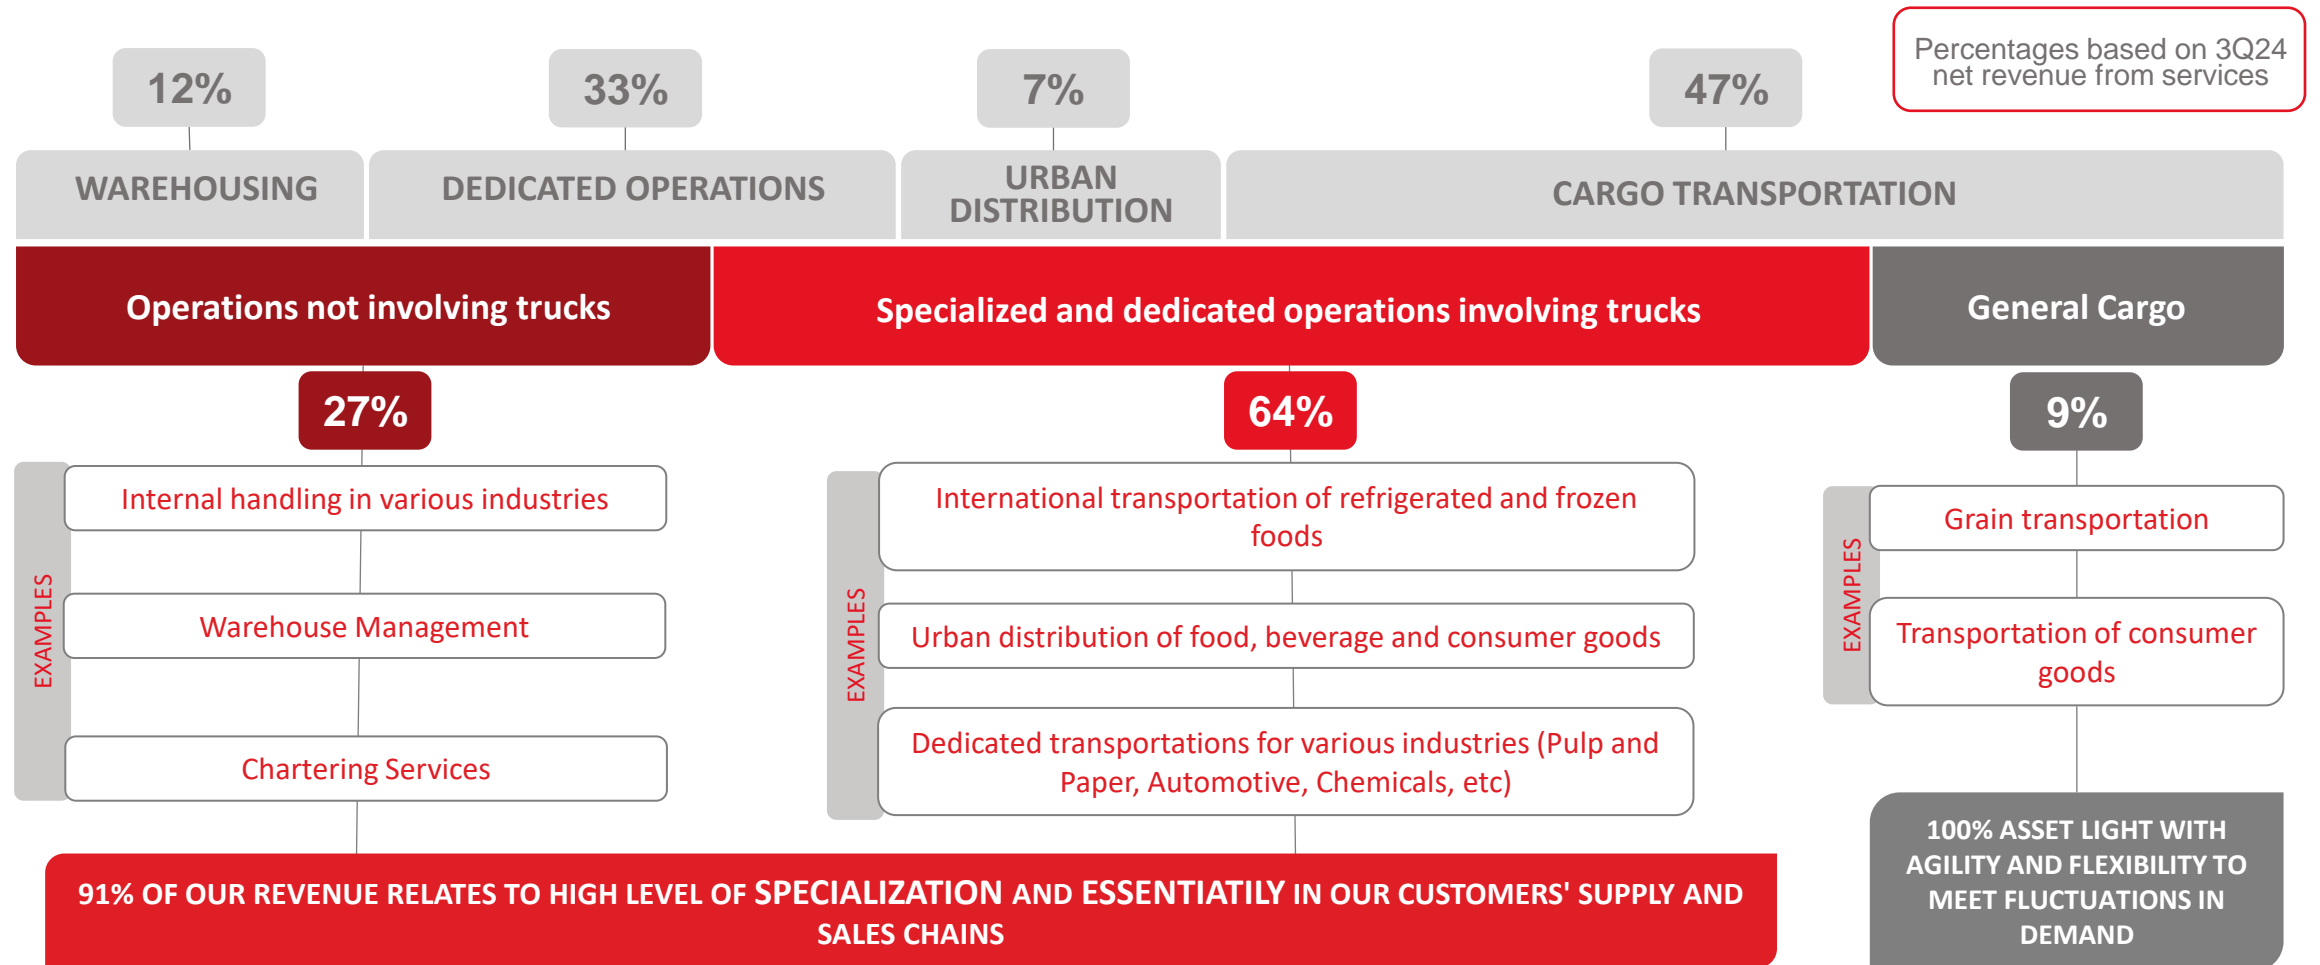 Percentages based on 3Q24
net revenue from services
12%
33%
7%
47%
WAREHOUSING
DEDICATED OPERATIONS
URBAN
DISTRIBUTION
CARGO TRANSPORTATION
Operations not involving trucks
Specialized and dedicated operations involving trucks
General Cargo
27%
64%
9%
EXAMPLES
Internal handling in various industries
Warehouse Management
Chartering Services
EXAMPLES
International transportation of refrigerated and frozen
foods
Urban distribution of food, beverage and consumer goods
Dedicated transportations for various industries (Pulp and
Paper, Automotive, Chemicals, etc)
EXAMPLES
Grain transportation
Transportation of consumer
goods
91% OF OUR REVENUE RELATES TO HIGH LEVEL OF SPECIALIZATION AND ESSENTIATILY IN OUR CUSTOMERS' SUPPLY AND
SALES CHAINS
100% ASSET LIGHT WITH
AGILITY AND FLEXIBILITY TO
MEET FLUCTUATIONS IN
DEMAND